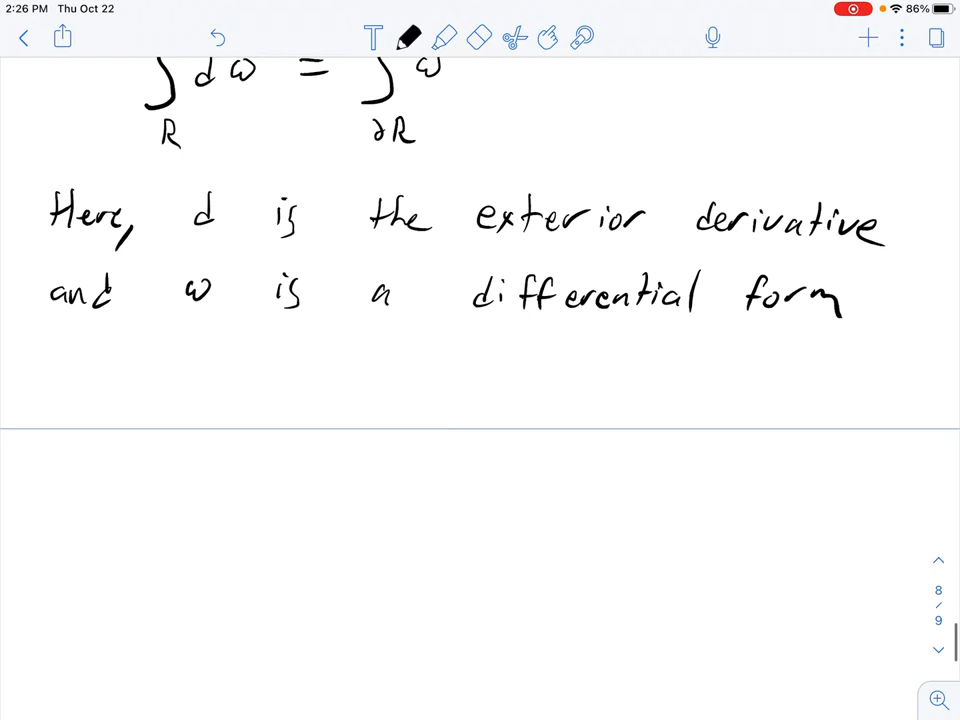 2:26 PM Thu Oct 22 86%
T
∫ dω = ∫ ω
R ∂R
Here, d is the exterior derivative
and ω is a differential form
8
/
9